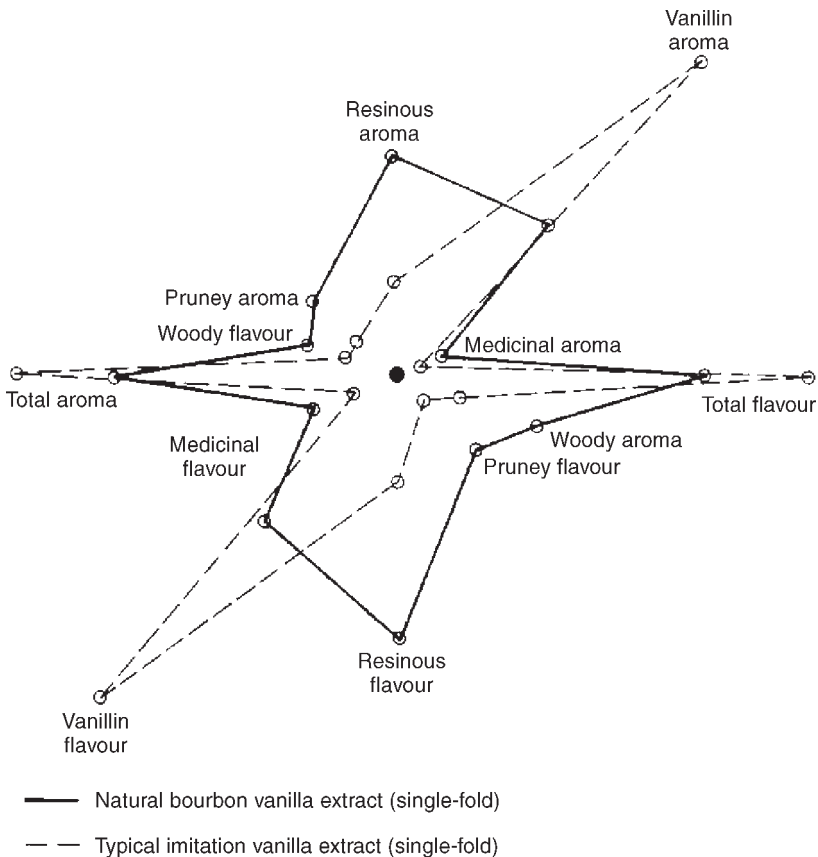 Vanillin
aroma
Resinous
aroma
Pruney aroma
Woody flavour
Medicinal aroma
Total aroma
Total flavour
Medicinal
flavour
Woody aroma
Pruney flavour
Resinous
flavour
Vanillin
flavour
Natural bourbon vanilla extract (single-fold)
Typical imitation vanilla extract (single-fold)